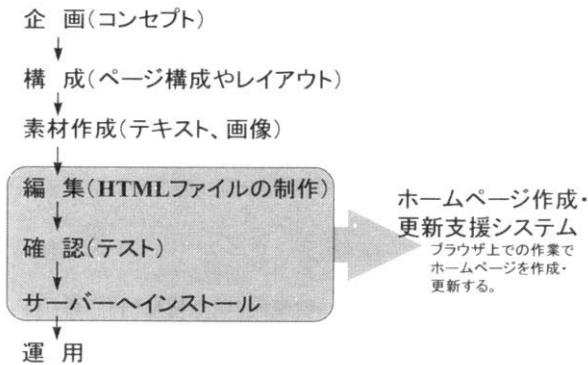 企 画(コンセプト)
構 成(ページ構成やレイアウト)
素材作成(テキスト、画像)
編 集(HTMLファイルの制作)
確 認(テスト)
サーバーへインストール
運 用
ホームページ作成・
更新支援システム
ブラウザ上での作業で
ホームページを作成・
更新する。